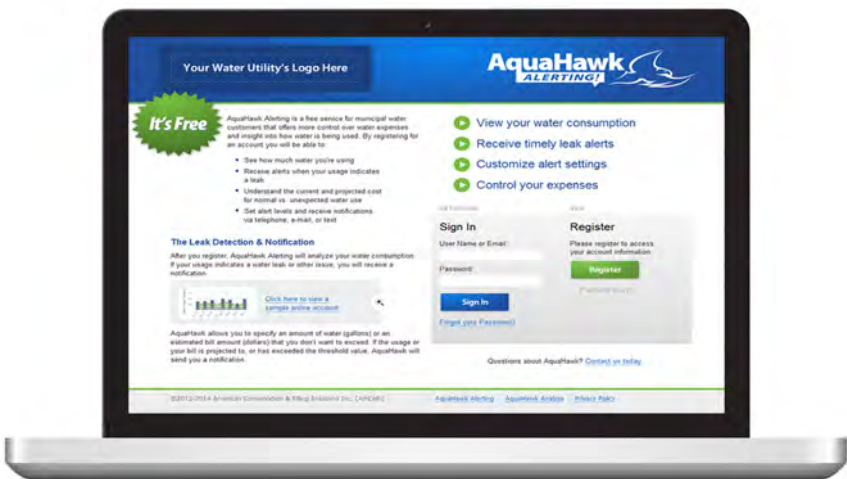 Your Water Utility's Logo Here
AquaHawk
ALERTING!
It's Free
AquaHawk Alerting is a free service for municipal water
customers that offers more control over water expenses
and insight into how water is being used. By registering for
an account you will be able to:
• See how much water you're using
• Receive alerts when your usage indicates
a leak
• Understand the current and projected cost
for normal vs. unexpected water use
• Set alert levels and receive notifications
via telephone, e-mail, or text
View your water consumption
Receive timely leak alerts
Customize alert settings
Control your expenses
The Leak Detection & Notification
After you register, AquaHawk Alerting will analyze your water consumption.
If your usage indicates a water leak or other issue, you will receive a
notification.
Click here to view a
sample online account
AquaHawk allows you to specify an amount of water (gallons) or an
estimated bill amount (dollars) that you don't want to exceed. If the usage or
your bill is projected to, or has exceeded the threshold value, AquaHawk will
send you a notification.
Sign In
User Name or Email:
Password:
Sign In
Forgot your Password?
Register
Please register to access
your account information.
Register
Questions about AquaHawk? Contact us today.
©2012-2014 American Conservation & Billing Solutions, Inc. (AmCoBi)
AquaHawk Alerting AquaHawk Analyze Privacy Policy